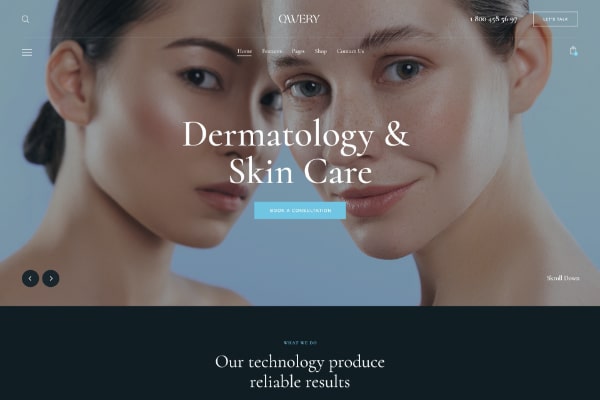 QWERY
1 800 458 56 97
LET'S TALK
Home Features Pages Shop Contact Us
Dermatology &
Skin Care
BOOK A CONSULTATION
Scroll Down
WHAT WE DO
Our technology produce
reliable results